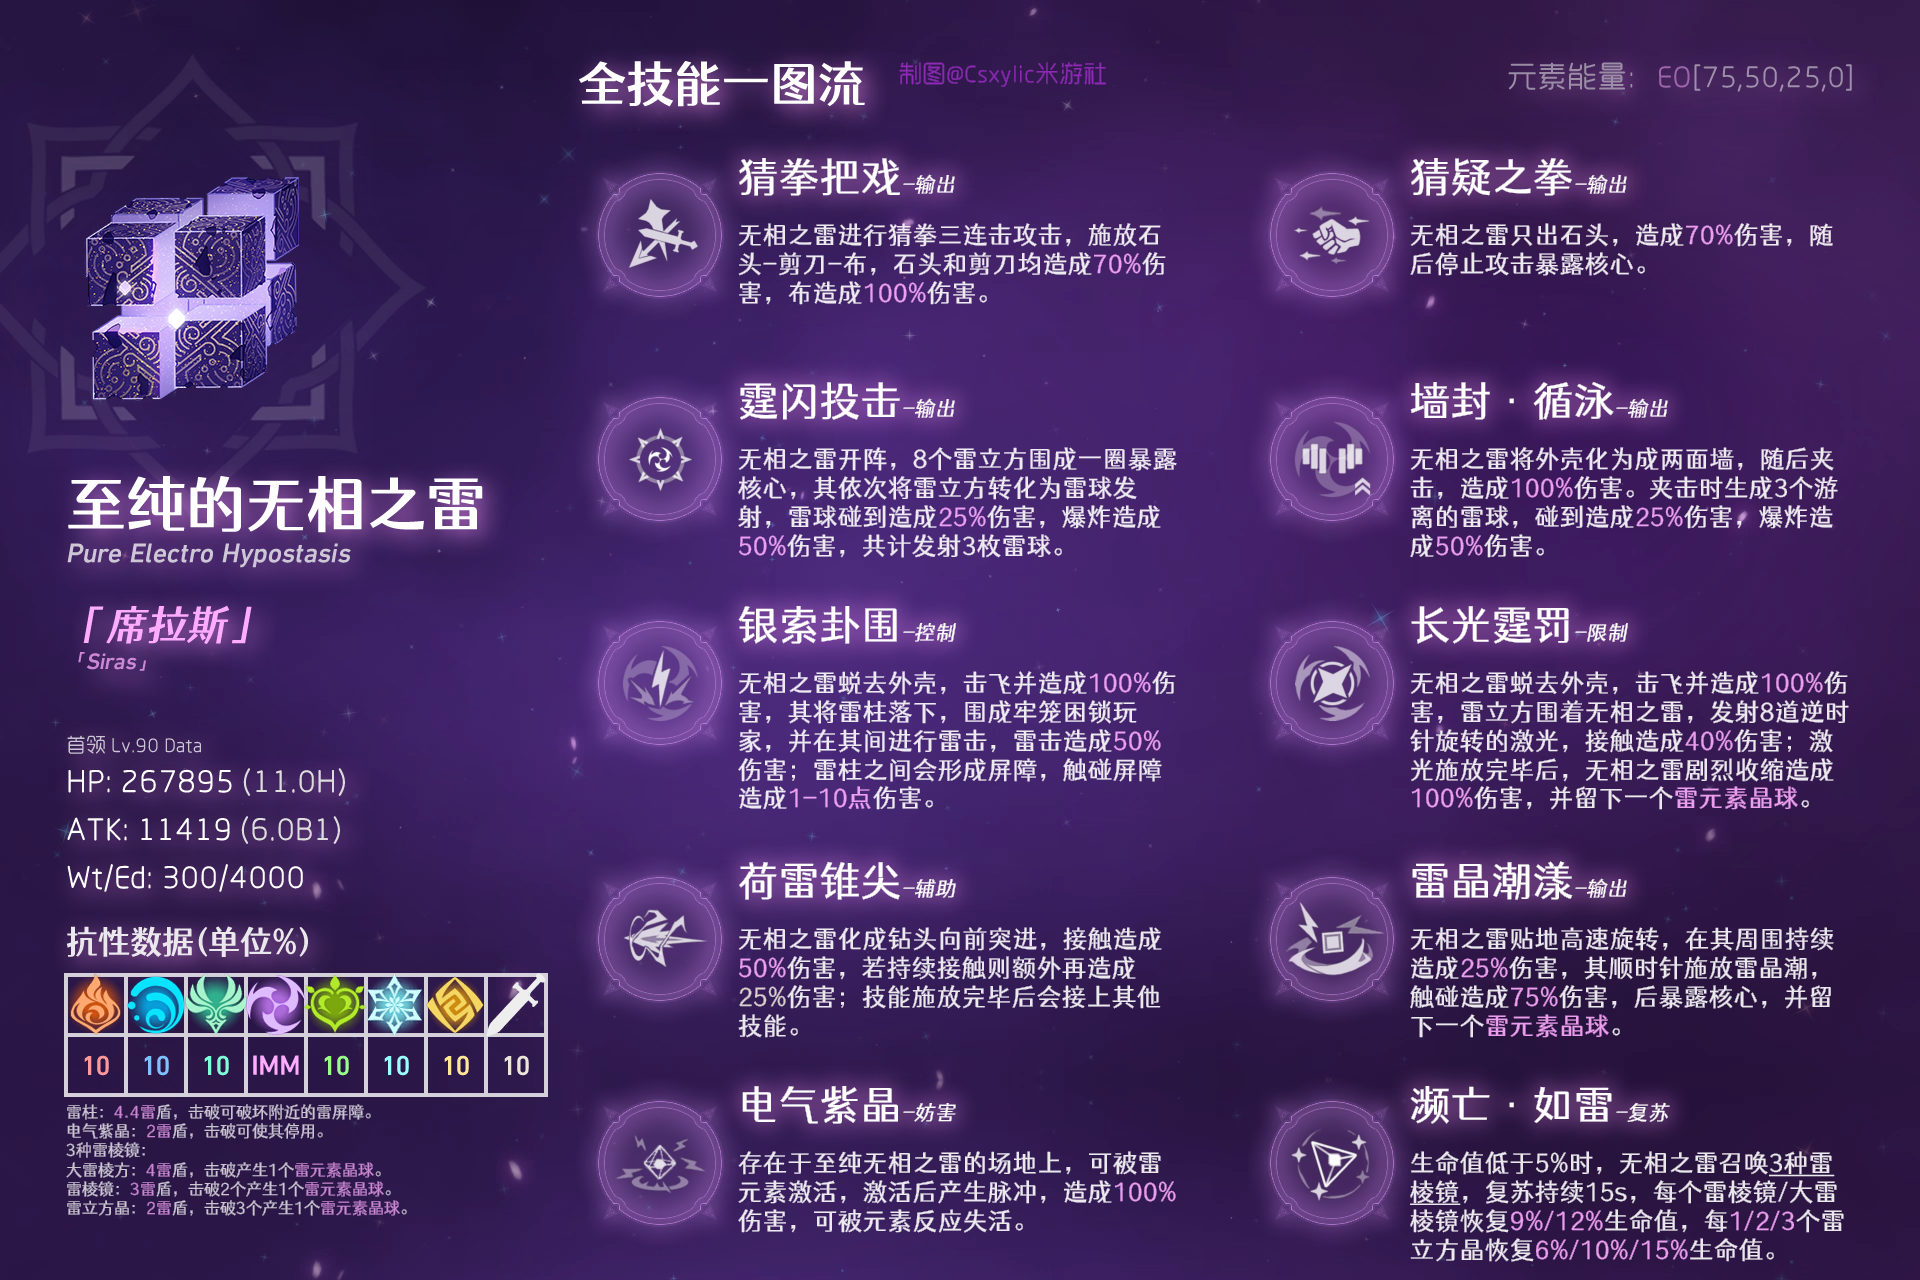 全技能一图流
制图@Csxylic米游社
元素能量： EO[75,50,25,0]
至纯的无相之雷
Pure Electro Hypostasis
「席拉斯」
「Siras」
首领 Lv.90 Data
HP: 267895 (11.0H)
ATK: 11419 (6.0B1)
Wt/Ed: 300/4000
抗性数据(单位%)
10 10 10 IMM 10 10 10 10
雷柱：4.4雷盾，击破可破坏附近的雷屏障。
电气紫晶：2雷盾，击破可使其停用。
3种雷棱镜：
大雷棱方：4雷盾，击破产生1个雷元素晶球。
雷棱镜：3雷盾，击破2个产生1个雷元素晶球。
雷立方晶：2雷盾，击破3个产生1个雷元素晶球。
猜拳把戏-输出
无相之雷进行猜拳三连击攻击，施放石
头-剪刀-布，石头和剪刀均造成70%伤
害，布造成100%伤害。
猜疑之拳-输出
无相之雷只出石头，造成70%伤害，随
后停止攻击暴露核心。
霆闪投击-输出
无相之雷开阵，8个雷立方围成一圈暴露
核心，其依次将雷立方转化为雷球发
射，雷球碰到造成25%伤害，爆炸造成
50%伤害，共计发射3枚雷球。
墙封·循泳-输出
无相之雷将外壳化为成两面墙，随后夹
击，造成100%伤害。夹击时生成3个游
离的雷球，碰到造成25%伤害，爆炸造
成50%伤害。
银索卦围-控制
无相之雷蜕去外壳，击飞并造成100%伤
害，其将雷柱落下，围成牢笼困锁玩
家，并在其间进行雷击，雷击造成50%
伤害；雷柱之间会形成屏障，触碰屏障
造成1-10点伤害。
长光霆罚-限制
无相之雷蜕去外壳，击飞并造成100%伤
害，雷立方围着无相之雷，发射8道逆时
针旋转的激光，接触造成40%伤害；激
光施放完毕后，无相之雷剧烈收缩造成
100%伤害，并留下一个雷元素晶球。
荷雷锥尖-辅助
无相之雷化成钻头向前突进，接触造成
50%伤害，若持续接触则额外再造成
25%伤害；技能施放完毕后会接上其他
技能。
雷晶潮漾-输出
无相之雷贴地高速旋转，在其周围持续
造成25%伤害，其顺时针施放雷晶潮，
触碰造成75%伤害，后暴露核心，并留
下一个雷元素晶球。
电气紫晶-妨害
存在于至纯无相之雷的场地上，可被雷
元素激活，激活后产生脉冲，造成100%
伤害，可被元素反应失活。
濒亡·如雷-复苏
生命值低于5%时，无相之雷召唤3种雷
棱镜，复苏持续15s，每个雷棱镜/大雷
棱镜恢复9%/12%生命值，每1/2/3个雷
立方晶恢复6%/10%/15%生命值。